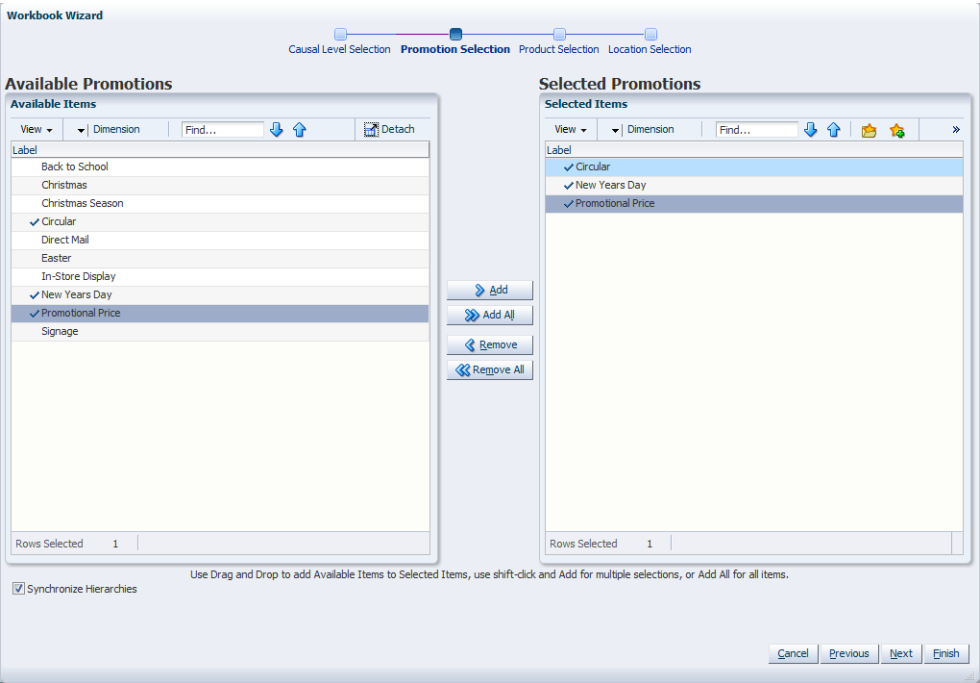 Workbook Wizard
Causal Level Selection Promotion Selection Product Selection Location Selection
Available Promotions
Available Items
View Dimension Find... Detach
Label
Back to School
Christmas
Christmas Season
Circular
Direct Mail
Easter
In-Store Display
New Years Day
Promotional Price
Signage
Rows Selected 1
Add
Add All
Remove
Remove All
Selected Promotions
Selected Items
View Dimension Find... »
Label
Circular
New Years Day
Promotional Price
Rows Selected 1
Use Drag and Drop to add Available Items to Selected Items, use shift-click and Add for multiple selections, or Add All for all items.
Synchronize Hierarchies
Cancel Previous Next Finish